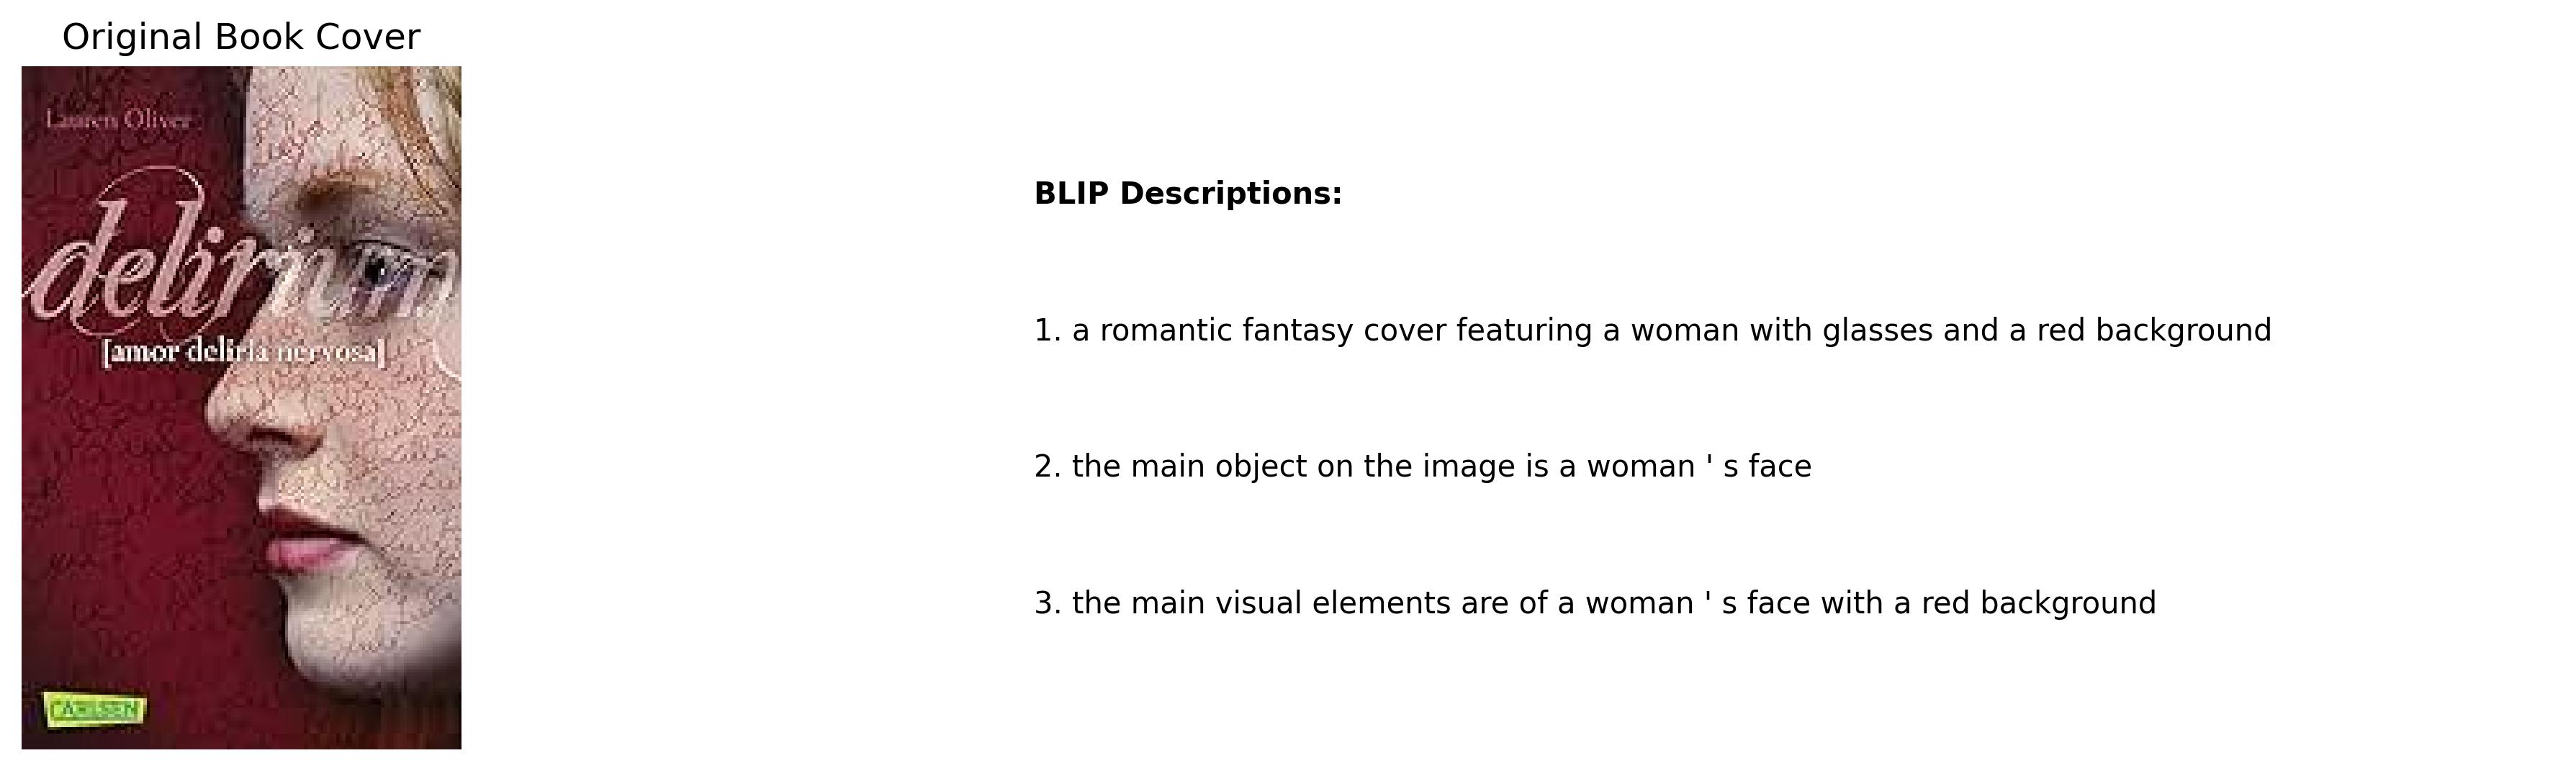 Original Book Cover
Lauren Oliver
delirium
[amor deliria nervosa]
CARLSEN
BLIP Descriptions:
1. a romantic fantasy cover featuring a woman with glasses and a red background
2. the main object on the image is a woman ' s face
3. the main visual elements are of a woman ' s face with a red background